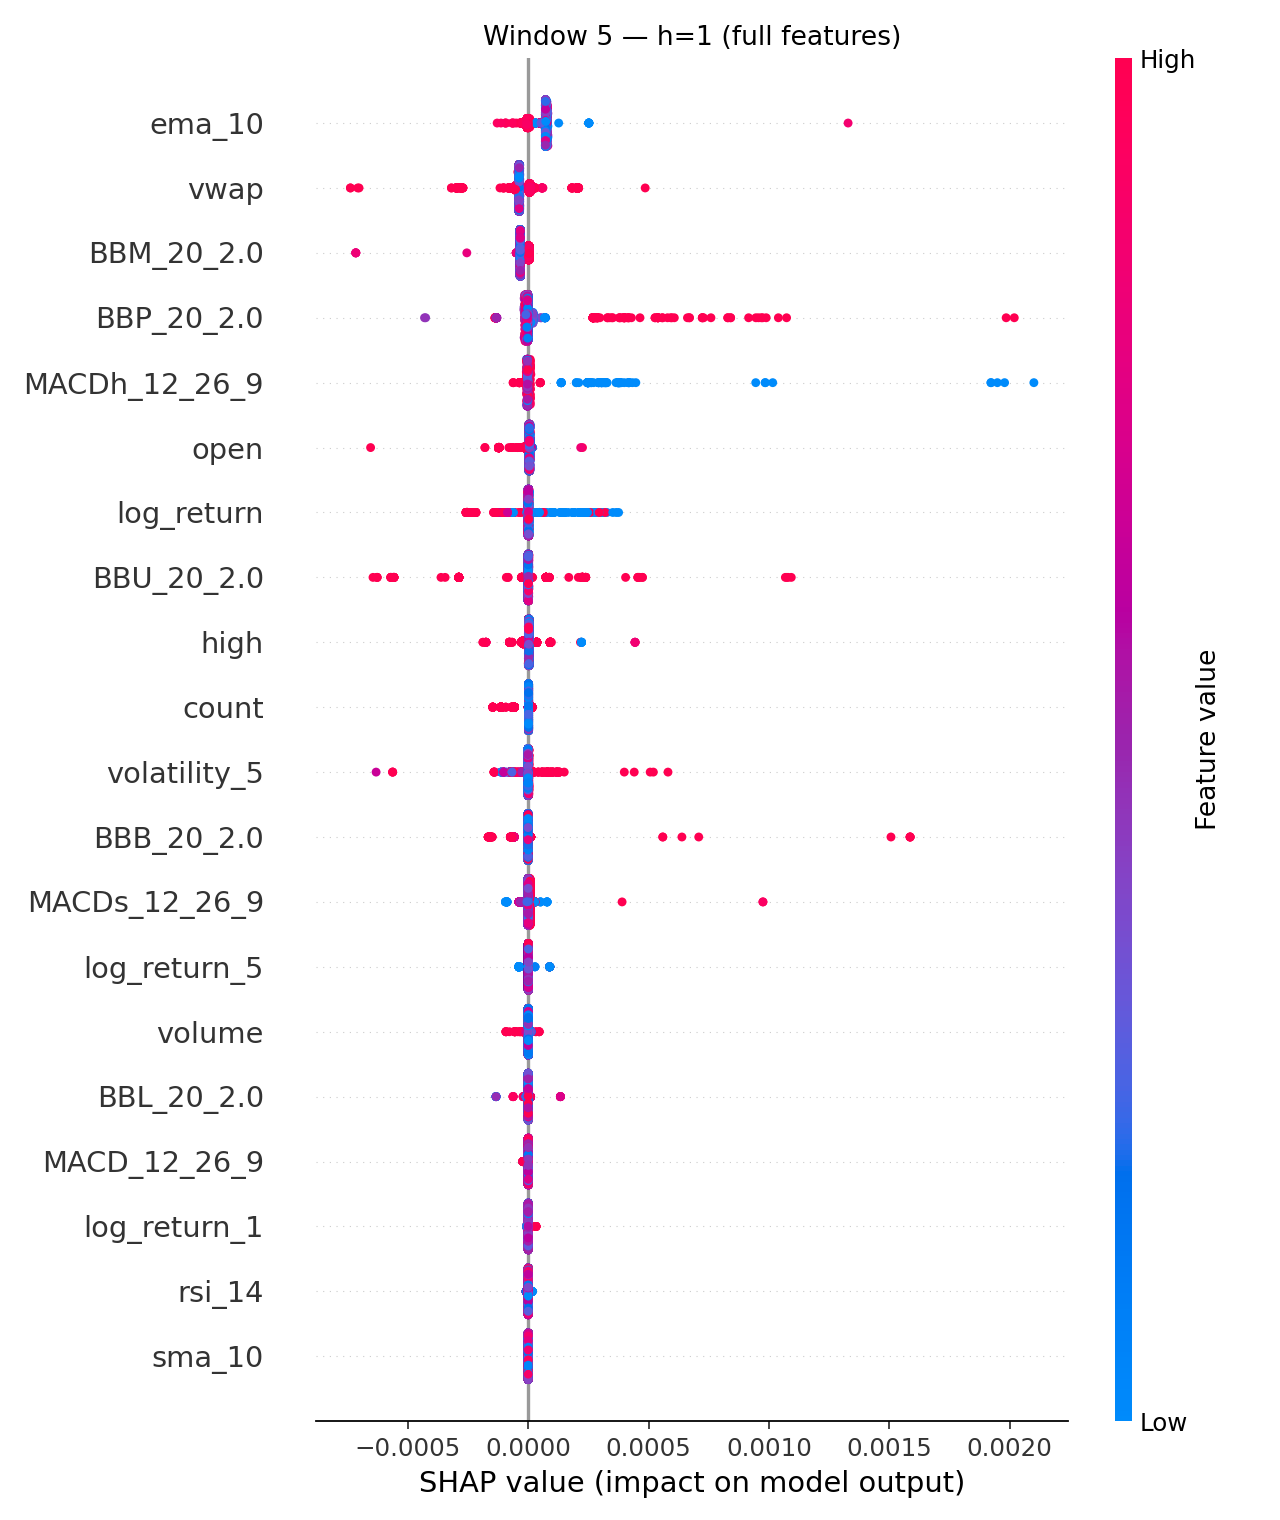 Window 5 — h=1 (full features)
High
ema_10
vwap
BBM_20_2.0
BBP_20_2.0
MACDh_12_26_9
open
log_return
BBU_20_2.0
high
count
volatility_5
BBB_20_2.0
MACDs_12_26_9
log_return_5
volume
BBL_20_2.0
MACD_12_26_9
log_return_1
rsi_14
sma_10
Feature value
Low
−0.0005 0.0000 0.0005 0.0010 0.0015 0.0020
SHAP value (impact on model output)